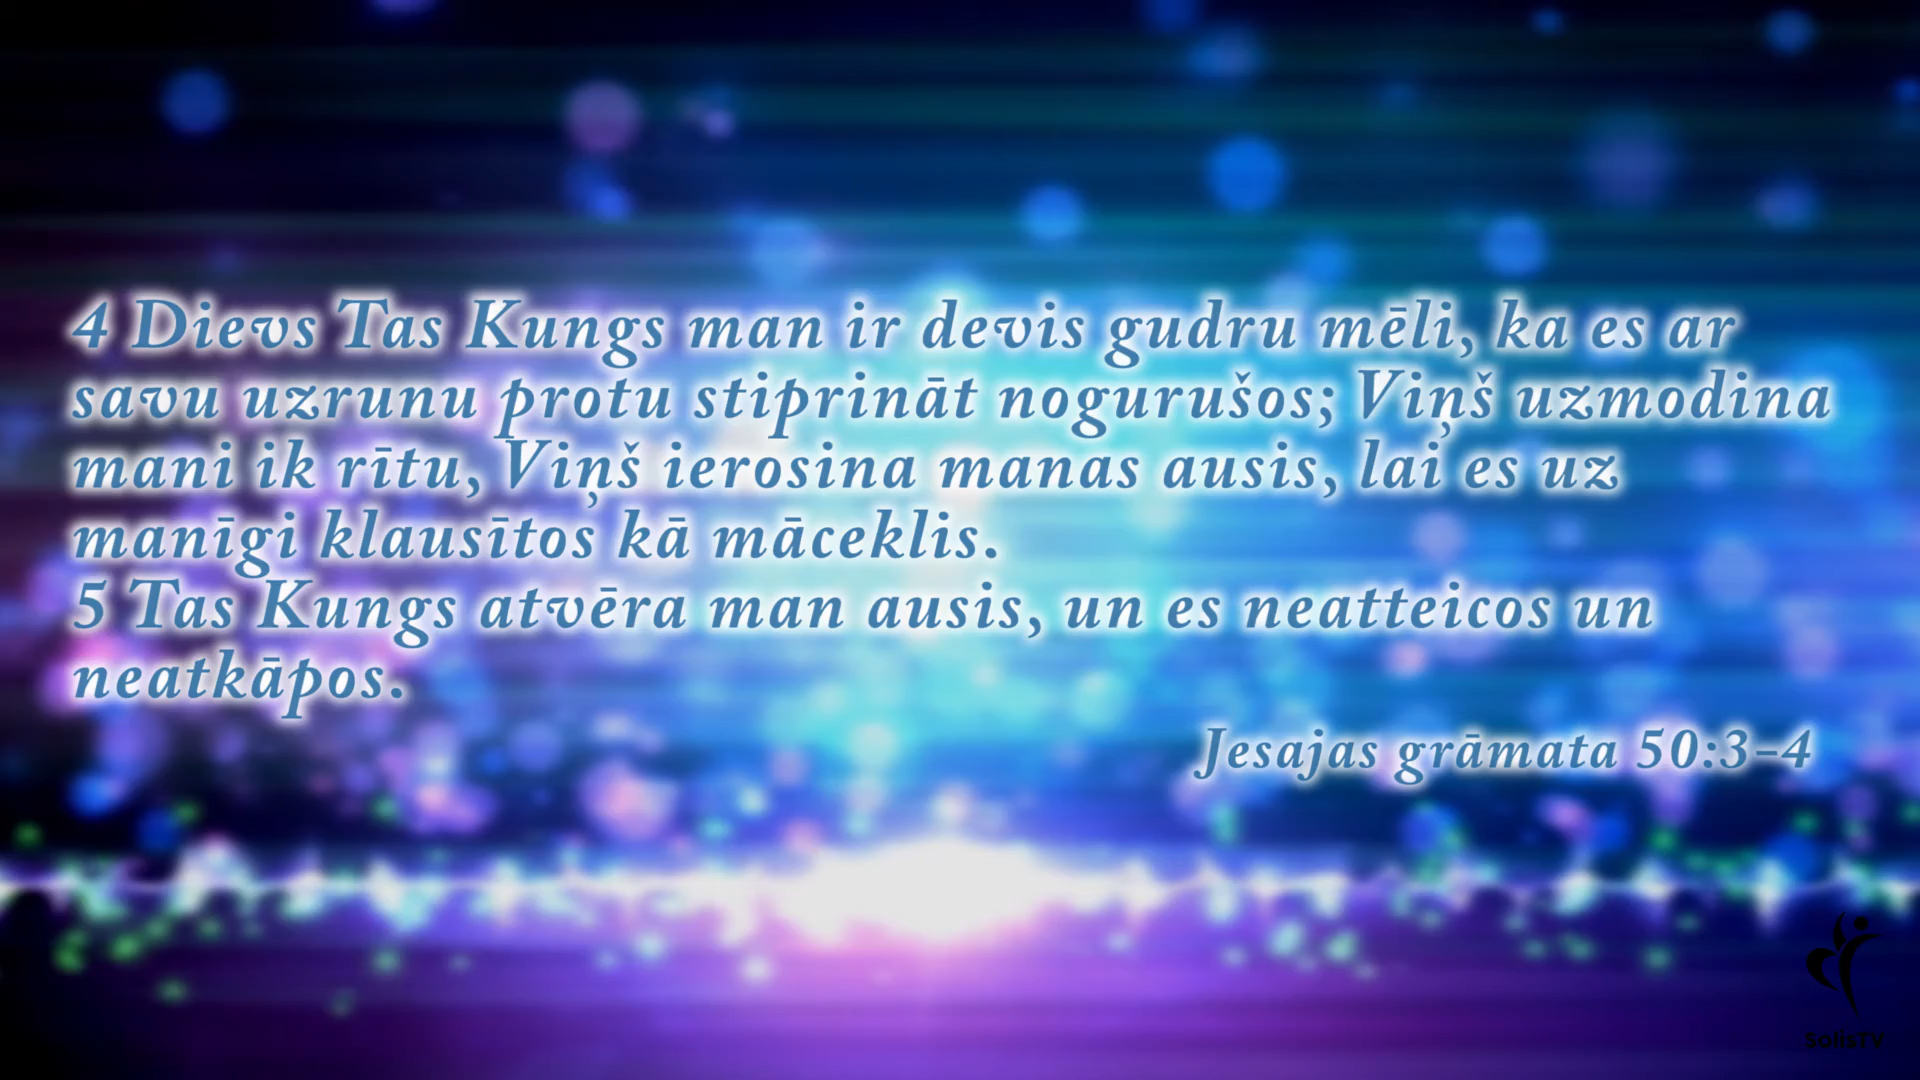 4 Dievs Tas Kungs man ir devis gudru mēli, ka es ar
savu uzrunu protu stiprināt nogurušos; Viņš uzmodina
mani ik rītu, Viņš ierosina manas ausis, lai es uz
manīgi klausītos kā māceklis.
5 Tas Kungs atvēra man ausis, un es neatteicos un
neatkāpos.
Jesajas grāmata 50:3–4
SolisTV